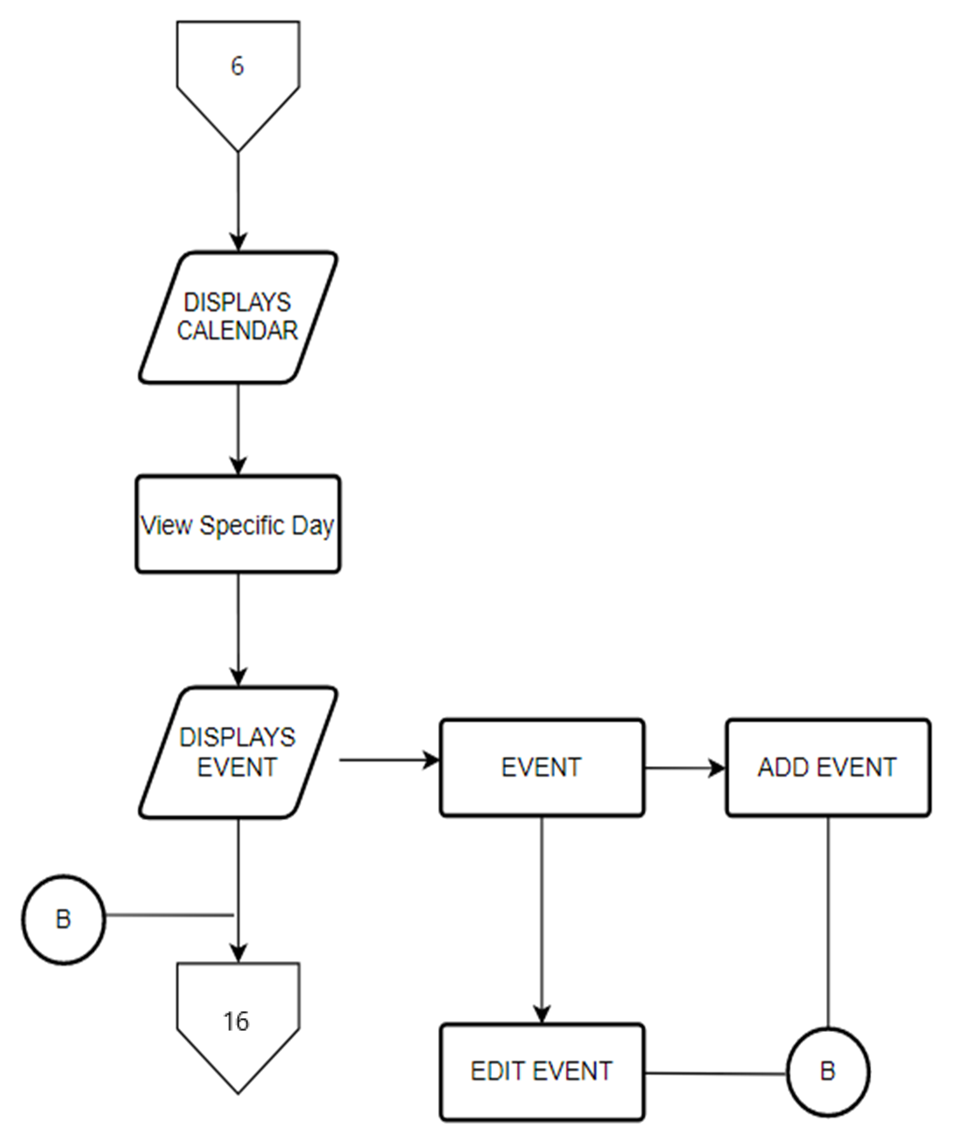 6
DISPLAYS
CALENDAR
View Specific Day
DISPLAYS
EVENT
EVENT
ADD EVENT
B
16
EDIT EVENT
B